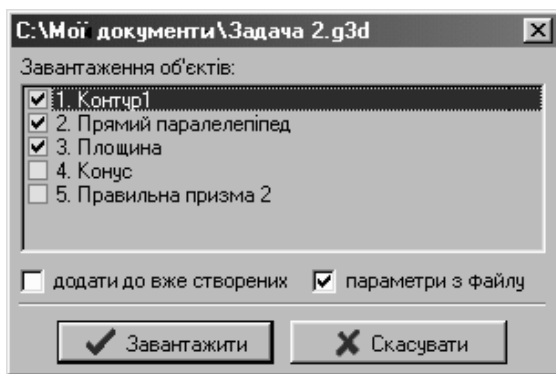 C:\Мої документи\Задача 2.g3d
Завантаження об'єктів:
1. Контур1
2. Прямий паралелепіпед
3. Площина
4. Конус
5. Правильна призма 2
додати до вже створених параметри з файлу
Завантажити Скасувати